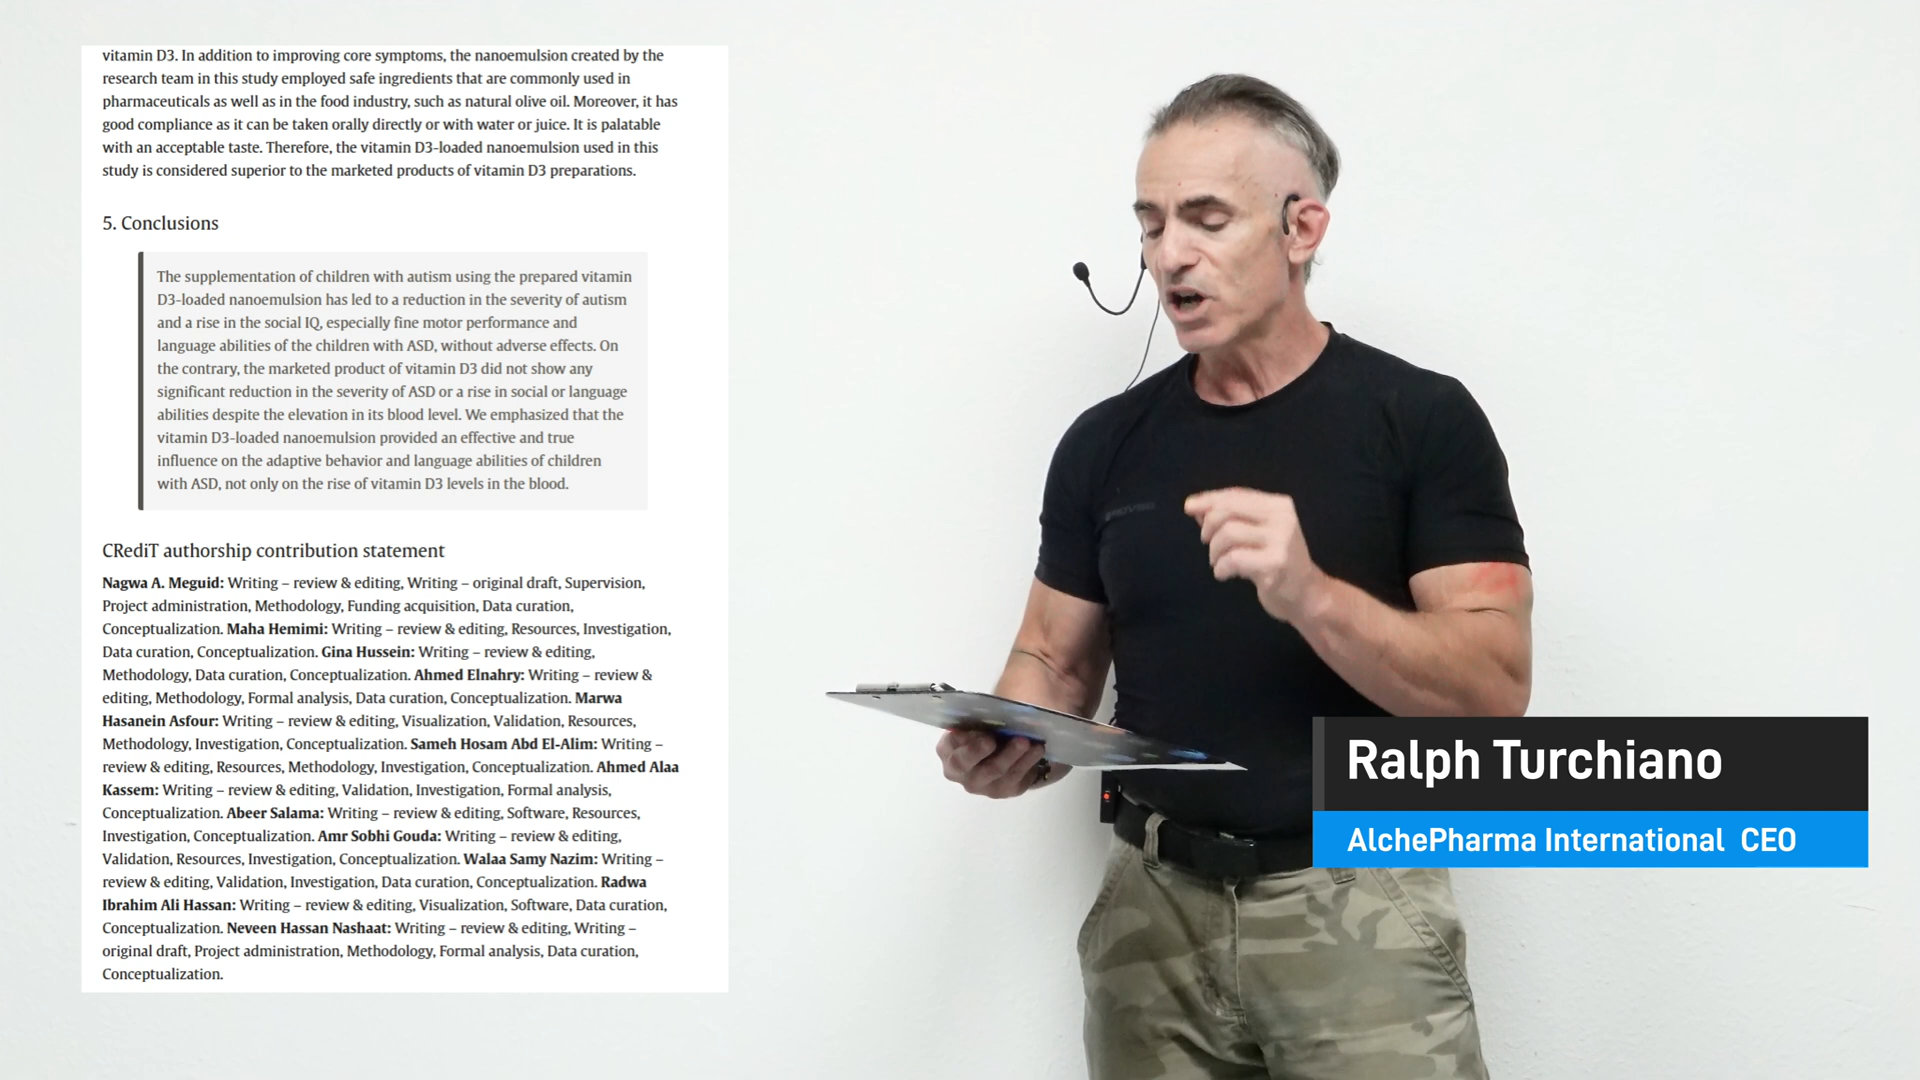 vitamin D3. In addition to improving core symptoms, the nanoemulsion created by the
research team in this study employed safe ingredients that are commonly used in
pharmaceuticals as well as in the food industry, such as natural olive oil. Moreover, it has
good compliance as it can be taken orally directly or with water or juice. It is palatable
with an acceptable taste. Therefore, the vitamin D3-loaded nanoemulsion used in this
study is considered superior to the marketed products of vitamin D3 preparations.
5. Conclusions
The supplementation of children with autism using the prepared vitamin
D3-loaded nanoemulsion has led to a reduction in the severity of autism
and a rise in the social IQ, especially fine motor performance and
language abilities of the children with ASD, without adverse effects. On
the contrary, the marketed product of vitamin D3 did not show any
significant reduction in the severity of ASD or a rise in social or language
abilities despite the elevation in its blood level. We emphasized that the
vitamin D3-loaded nanoemulsion provided an effective and true
influence on the adaptive behavior and language abilities of children
with ASD, not only on the rise of vitamin D3 levels in the blood.
CRediT authorship contribution statement
Nagwa A. Meguid: Writing – review & editing, Writing – original draft, Supervision,
Project administration, Methodology, Funding acquisition, Data curation,
Conceptualization. Maha Hemimi: Writing – review & editing, Resources, Investigation,
Data curation, Conceptualization. Gina Hussein: Writing – review & editing,
Methodology, Data curation, Conceptualization. Ahmed Elnahry: Writing – review &
editing, Methodology, Formal analysis, Data curation, Conceptualization. Marwa
Hasanein Asfour: Writing – review & editing, Visualization, Validation, Resources,
Methodology, Investigation, Conceptualization. Sameh Hosam Abd El-Alim: Writing –
review & editing, Resources, Methodology, Investigation, Conceptualization. Ahmed Alaa
Kassem: Writing – review & editing, Validation, Investigation, Formal analysis,
Conceptualization. Abeer Salama: Writing – review & editing, Software, Resources,
Investigation, Conceptualization. Amr Sobhi Gouda: Writing – review & editing,
Validation, Resources, Investigation, Conceptualization. Walaa Samy Nazim: Writing –
review & editing, Validation, Investigation, Data curation, Conceptualization. Radwa
Ibrahim Ali Hassan: Writing – review & editing, Visualization, Software, Data curation,
Conceptualization. Neveen Hassan Nashaat: Writing – review & editing, Writing –
original draft, Project administration, Methodology, Formal analysis, Data curation,
Conceptualization.
Ralph Turchiano
AlchePharma International CEO